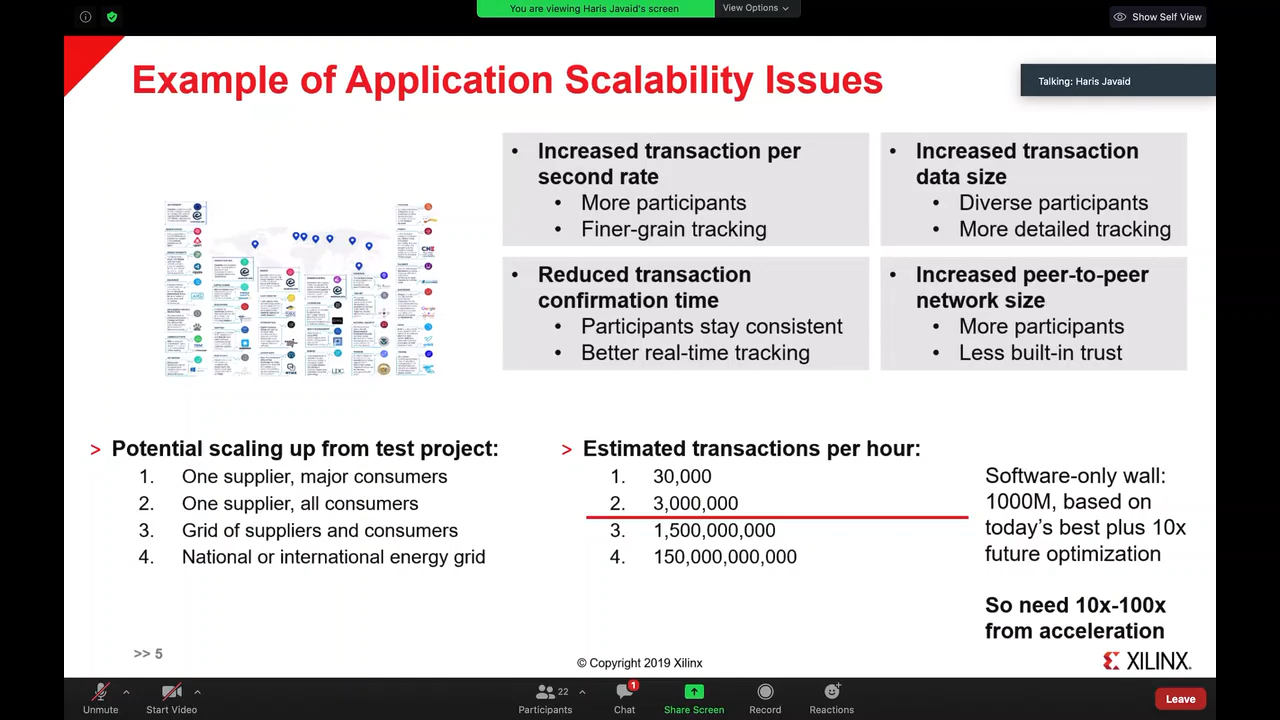 You are viewing Haris Javaid's screen
View Options
Show Self View
Example of Application Scalability Issues
Talking: Haris Javaid
• Increased transaction per
second rate
• More participants
• Finer-grain tracking
• Increased transaction
data size
• Diverse participants
• More detailed tracking
• Reduced transaction
confirmation time
• Participants stay consistent
• Better real-time tracking
• Increased peer-to-peer
network size
• More participants
• Less built-in trust
> Potential scaling up from test project:
1. One supplier, major consumers
2. One supplier, all consumers
3. Grid of suppliers and consumers
4. National or international energy grid
> Estimated transactions per hour:
1. 30,000
2. 3,000,000
3. 1,500,000,000
4. 150,000,000,000
Software-only wall:
1000M, based on
today's best plus 10x
future optimization
So need 10x-100x
from acceleration
>> 5
© Copyright 2019 Xilinx
XILINX.
Unmute
Start Video
22
Participants
1
Chat
Share Screen
Record
Reactions
Leave